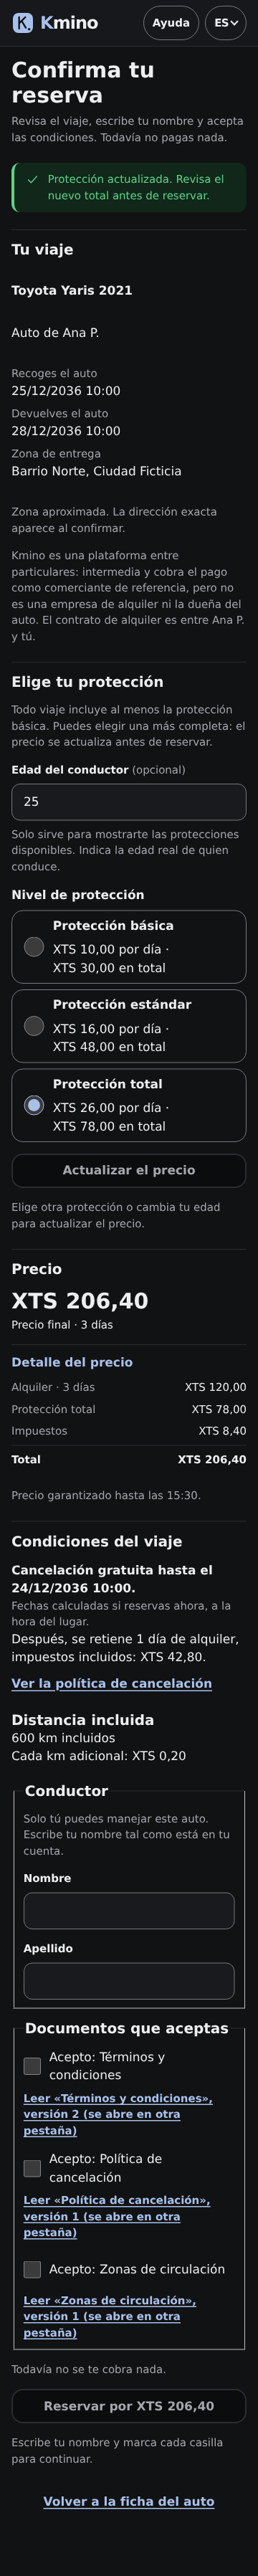 K Kmino
Ayuda
ES
Confirma tu
reserva
Revisa el viaje, escribe tu nombre y acepta
las condiciones. Todavía no pagas nada.
Protección actualizada. Revisa el
nuevo total antes de reservar.
Tu viaje
Toyota Yaris 2021
Auto de Ana P.
Recoges el auto
25/12/2036 10:00
Devuelves el auto
28/12/2036 10:00
Zona de entrega
Barrio Norte, Ciudad Ficticia
Zona aproximada. La dirección exacta
aparece al confirmar.
Kmino es una plataforma entre
particulares: intermedia y cobra el pago
como comerciante de referencia, pero no
es una empresa de alquiler ni la dueña del
auto. El contrato de alquiler es entre Ana P.
y tú.
Elige tu protección
Todo viaje incluye al menos la protección
básica. Puedes elegir una más completa: el
precio se actualiza antes de reservar.
Edad del conductor (opcional)
25
Solo sirve para mostrarte las protecciones
disponibles. Indica la edad real de quien
conduce.
Nivel de protección
Protección básica
XTS 10,00 por día ·
XTS 30,00 en total
Protección estándar
XTS 16,00 por día ·
XTS 48,00 en total
Protección total
XTS 26,00 por día ·
XTS 78,00 en total
Actualizar el precio
Elige otra protección o cambia tu edad
para actualizar el precio.
Precio
XTS 206,40
Precio final · 3 días
Detalle del precio
Alquiler · 3 días XTS 120,00
Protección total XTS 78,00
Impuestos XTS 8,40
Total XTS 206,40
Precio garantizado hasta las 15:30.
Condiciones del viaje
Cancelación gratuita hasta el
24/12/2036 10:00.
Fechas calculadas si reservas ahora, a la
hora del lugar.
Después, se retiene 1 día de alquiler,
impuestos incluidos: XTS 42,80.
Ver la política de cancelación
Distancia incluida
600 km incluidos
Cada km adicional: XTS 0,20
Conductor
Solo tú puedes manejar este auto.
Escribe tu nombre tal como está en tu
cuenta.
Nombre
Apellido
Documentos que aceptas
Acepto: Términos y
condiciones
Leer «Términos y condiciones»,
versión 2 (se abre en otra
pestaña)
Acepto: Política de
cancelación
Leer «Política de cancelación»,
versión 1 (se abre en otra
pestaña)
Acepto: Zonas de circulación
Leer «Zonas de circulación»,
versión 1 (se abre en otra
pestaña)
Todavía no se te cobra nada.
Reservar por XTS 206,40
Escribe tu nombre y marca cada casilla
para continuar.
Volver a la ficha del auto